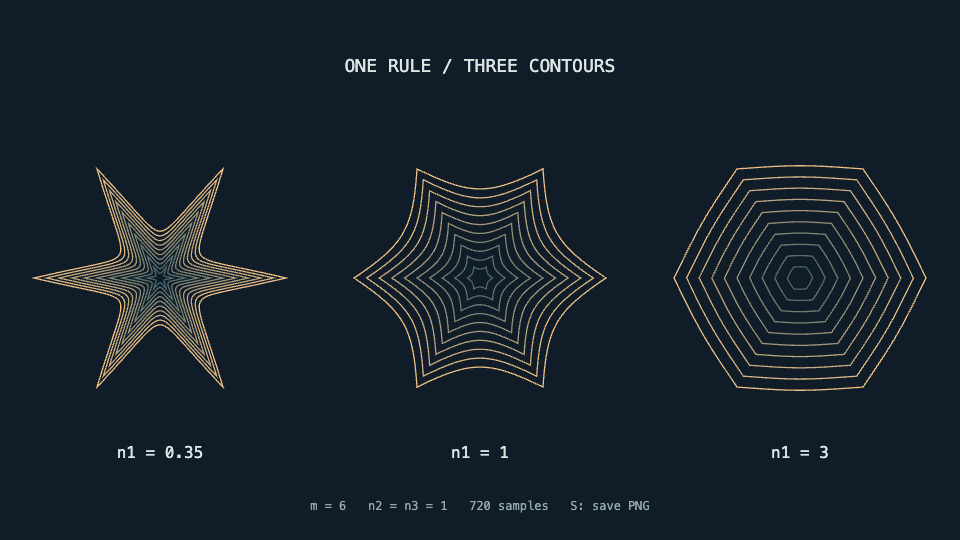 ONE RULE / THREE CONTOURS
n1 = 0.35
n1 = 1
n1 = 3
m = 6   n2 = n3 = 1   720 samples   S: save PNG